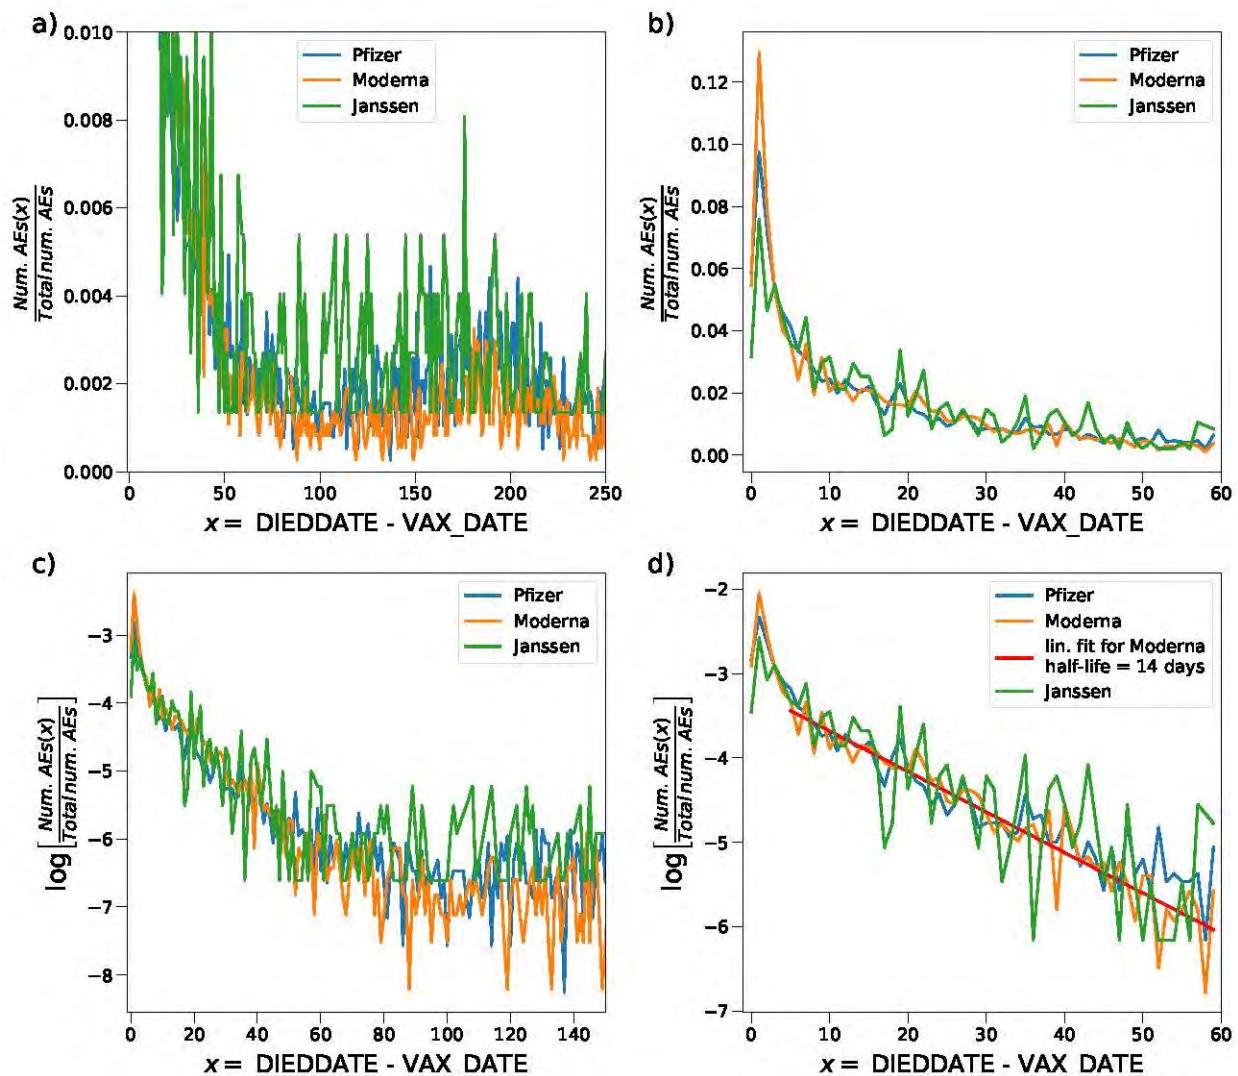 a)
0.010
0.008
0.006
0.004
0.002
0.000
Num. AEs(x)
Total num. AEs
Pfizer
Moderna
Janssen
0 50 100 150 200 250
x = DIEDDATE - VAX_DATE
b)
0.12
0.10
0.08
0.06
0.04
0.02
0.00
Num. AEs(x)
Total num. AEs
Pfizer
Moderna
Janssen
0 10 20 30 40 50 60
x = DIEDDATE - VAX_DATE
c)
−3
−4
−5
−6
−7
−8
log[Num. AEs(x)
Total num. AEs]
Pfizer
Moderna
Janssen
0 20 40 60 80 100 120 140
x = DIEDDATE - VAX_DATE
d)
−2
−3
−4
−5
−6
−7
log[Num. AEs(x)
Total num. AEs]
Pfizer
Moderna
lin. fit for Moderna
half-life = 14 days
Janssen
0 10 20 30 40 50 60
x = DIEDDATE - VAX_DATE